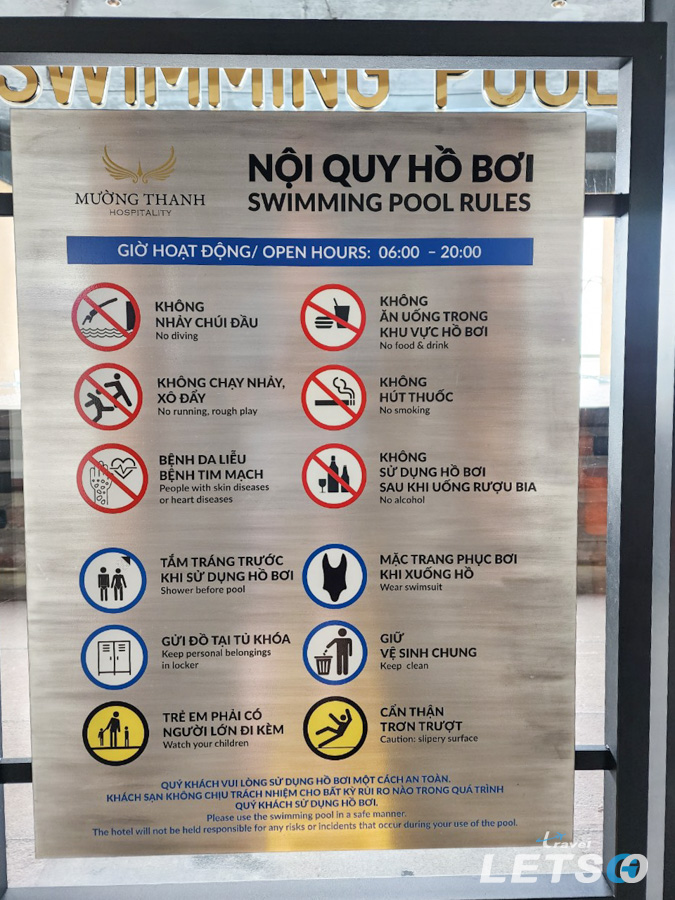 SWIMMING POOL
MƯỜNG THANH
HOSPITALITY
NỘI QUY HỒ BƠI
SWIMMING POOL RULES
GIỜ HOẠT ĐỘNG/ OPEN HOURS: 06:00 – 20:00
KHÔNG
NHẢY CHÚI ĐẦU
No diving
KHÔNG
ĂN UỐNG TRONG
KHU VỰC HỒ BƠI
No food & drink
KHÔNG CHẠY NHẢY,
XÔ ĐẨY
No running, rough play
KHÔNG
HÚT THUỐC
No smoking
BỆNH DA LIỄU
BỆNH TIM MẠCH
People with skin diseases
or heart diseases
KHÔNG
SỬ DỤNG HỒ BƠI
SAU KHI UỐNG RƯỢU BIA
No alcohol
TẮM TRÁNG TRƯỚC
KHI SỬ DỤNG HỒ BƠI
Shower before pool
MẶC TRANG PHỤC BƠI
KHI XUỐNG HỒ
Wear swimsuit
GỬI ĐỒ TẠI TỦ KHÓA
Keep personal belongings
in locker
GIỮ
VỆ SINH CHUNG
Keep clean
TRẺ EM PHẢI CÓ
NGƯỜI LỚN ĐI KÈM
Watch your children
CẨN THẬN
TRƠN TRƯỢT
Caution: slipery surface
QUÝ KHÁCH VUI LÒNG SỬ DỤNG HỒ BƠI MỘT CÁCH AN TOÀN.
KHÁCH SẠN KHÔNG CHỊU TRÁCH NHIỆM CHO BẤT KỲ RỦI RO NÀO TRONG QUÁ TRÌNH
QUÝ KHÁCH SỬ DỤNG HỒ BƠI.
Please use the swimming pool in a safe manner.
The hotel will not be held responsible for any risks or incidents that occur during your use of the pool.
travel
LETSGO